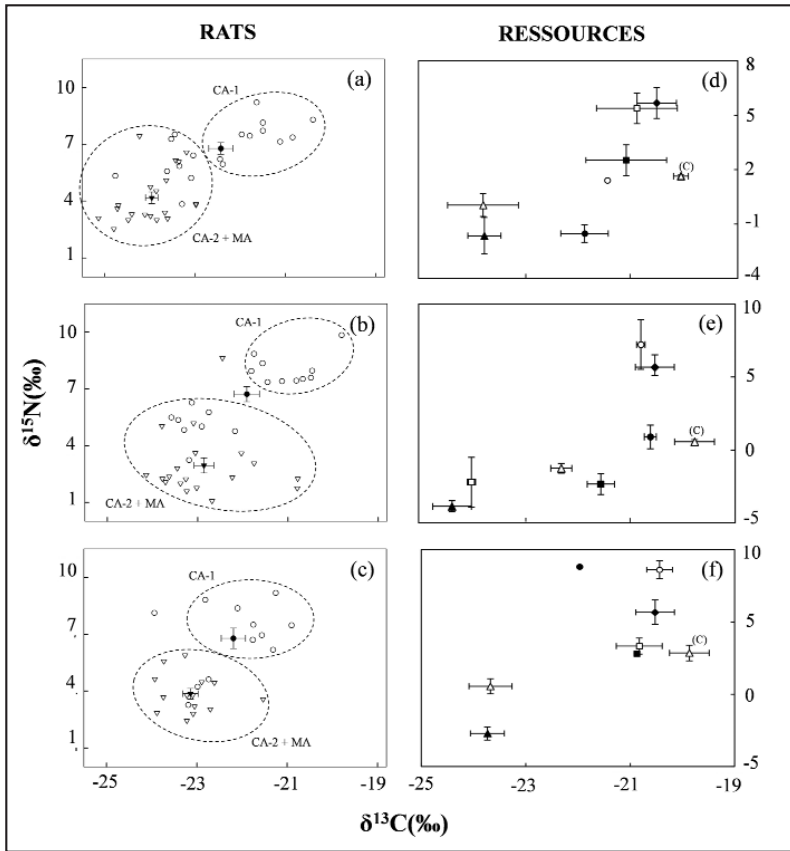 RATS RESSOURCES
(a)
CA-1
10
7
4
1
CA-2 + MA
(d)
(C)
8
5
2
-1
-4
(b)
CA-1
10
7
4
1
CA-2 + MA
(e)
(C)
10
5
0
-5
(c)
CA-1
10
7
4
1
CA-2 + MA
(f)
(C)
10
5
0
-5
-25 -23 -21 -19 -18
-25 -23 -21 -19
δ15N(‰)
δ13C(‰)